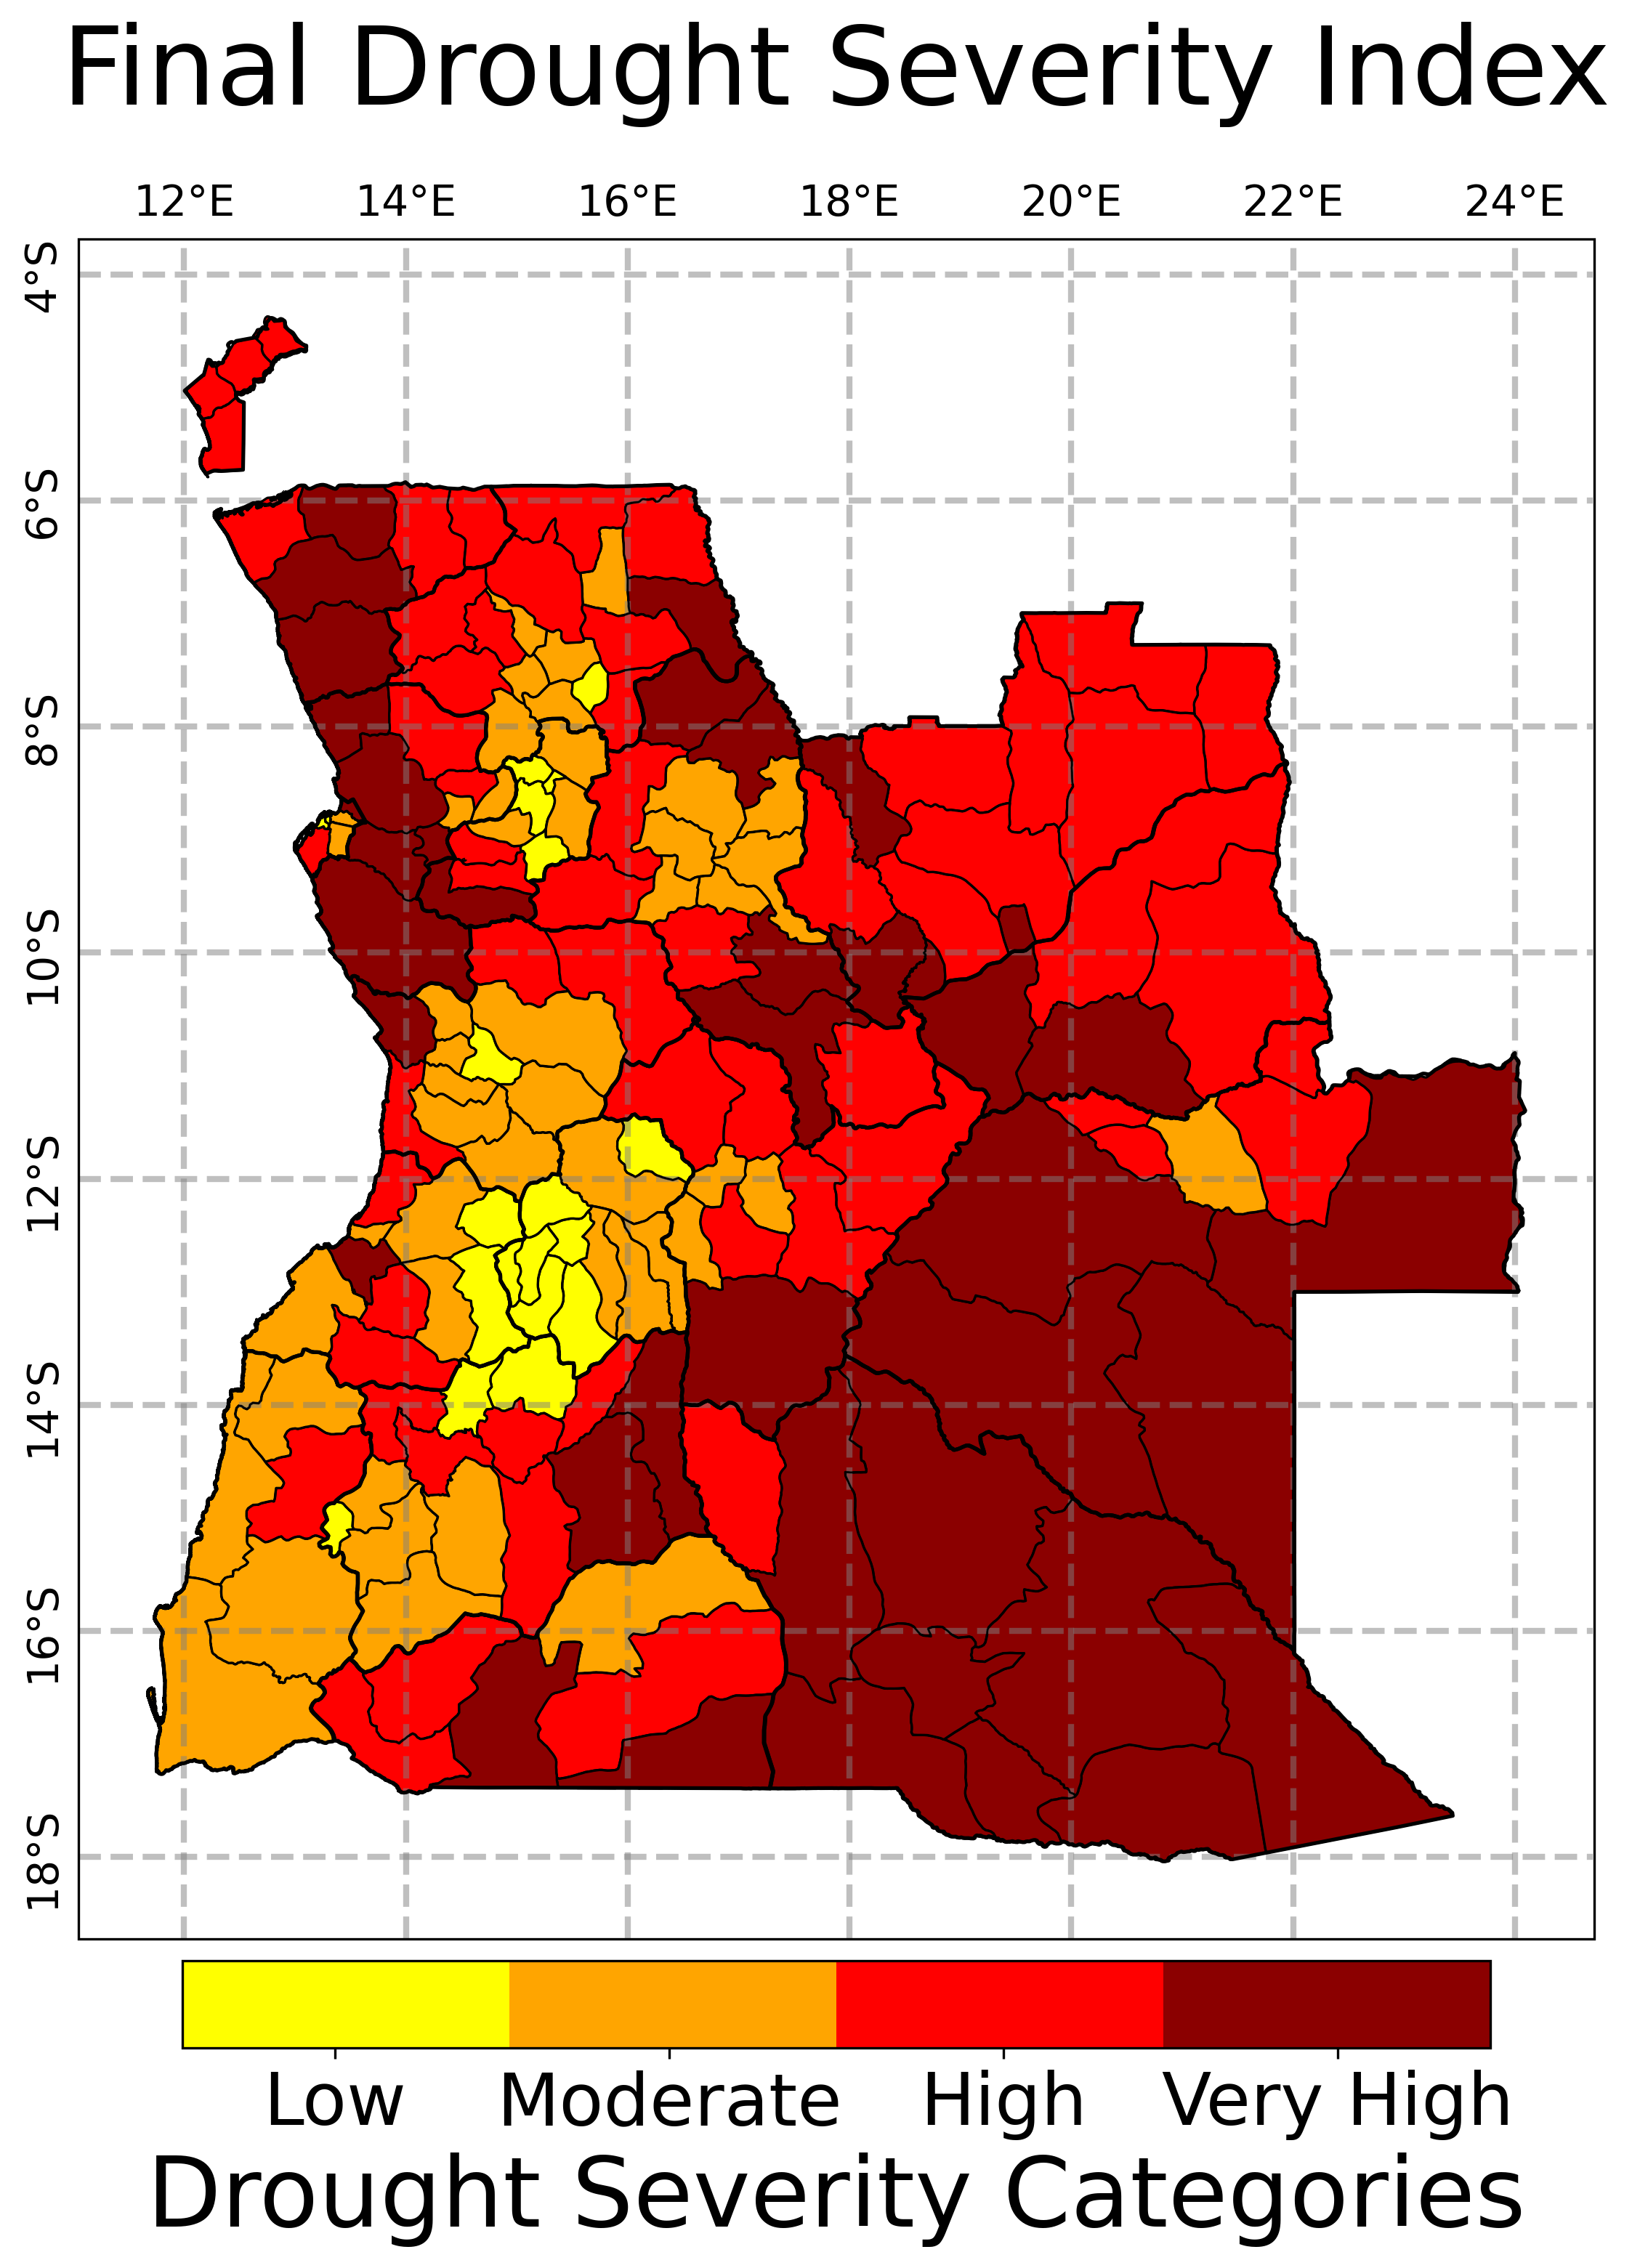 Final Drought Severity Index
12°E 14°E 16°E 18°E 20°E 22°E 24°E
4°S
6°S
8°S
10°S
12°S
14°S
16°S
18°S
Low Moderate High Very High
Drought Severity Categories